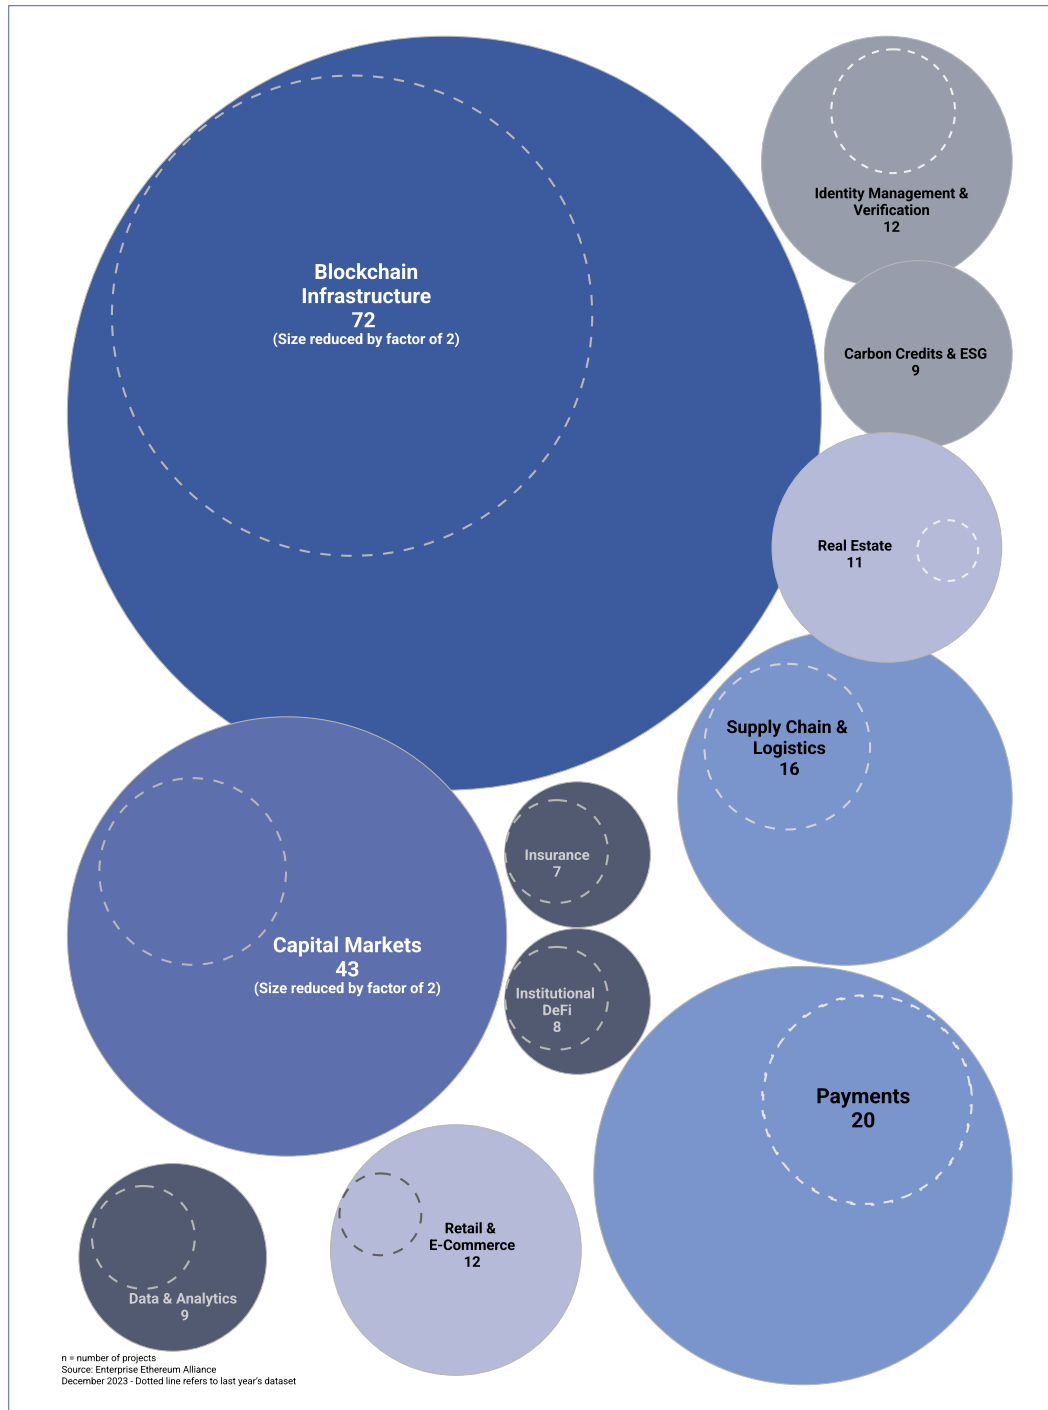 Blockchain
Infrastructure
72
(Size reduced by factor of 2)
Identity Management &
Verification
12
Carbon Credits & ESG
9
Real Estate
11
Supply Chain &
Logistics
16
Insurance
7
Capital Markets
43
(Size reduced by factor of 2)
Institutional
DeFi
8
Payments
20
Retail &
E-Commerce
12
Data & Analytics
9
n = number of projects
Source: Enterprise Ethereum Alliance
December 2023 - Dotted line refers to last year's dataset